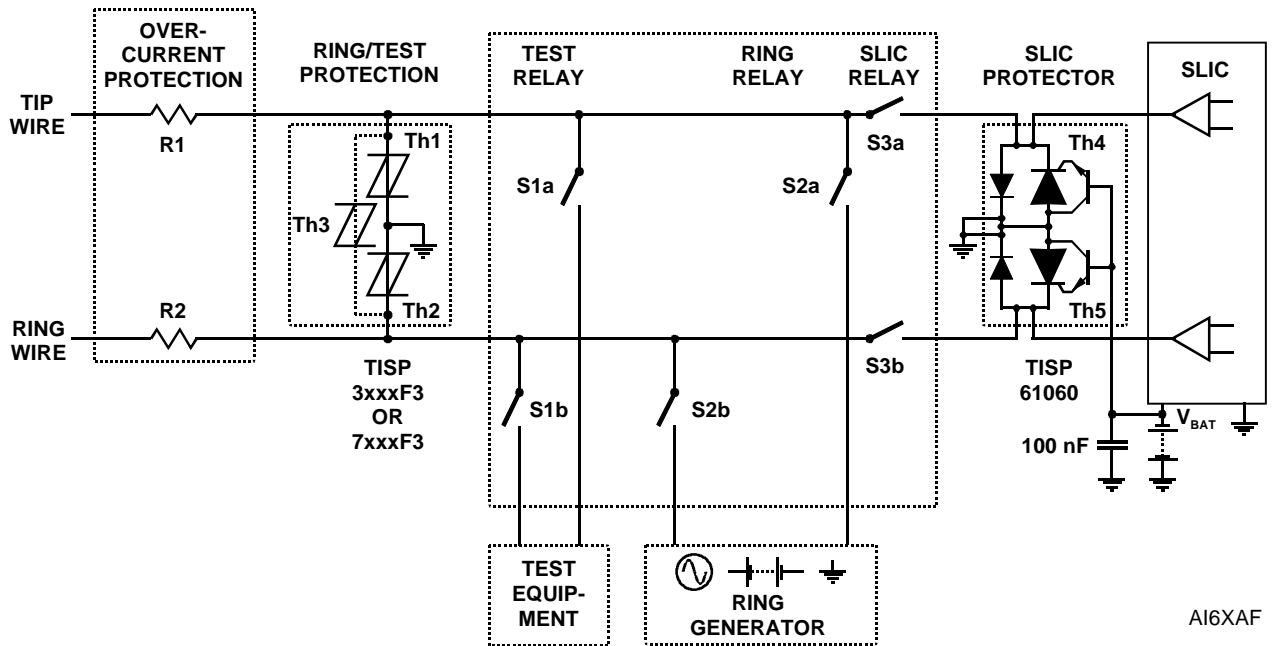 OVER-
CURRENT
PROTECTION
RING/TEST
PROTECTION
TEST
RELAY
RING
RELAY
SLIC
RELAY
SLIC
PROTECTOR
SLIC
TIP
WIRE
R1
Th1
S3a
Th4
S1a
S2a
Th3
R2
Th2
Th5
RING
WIRE
TISP
3xxxF3
OR
7xxxF3
S1b
S2b
S3b
TISP
61060
100 nF
VBAT
TEST
EQUIP-
MENT
RING
GENERATOR
AI6XAF